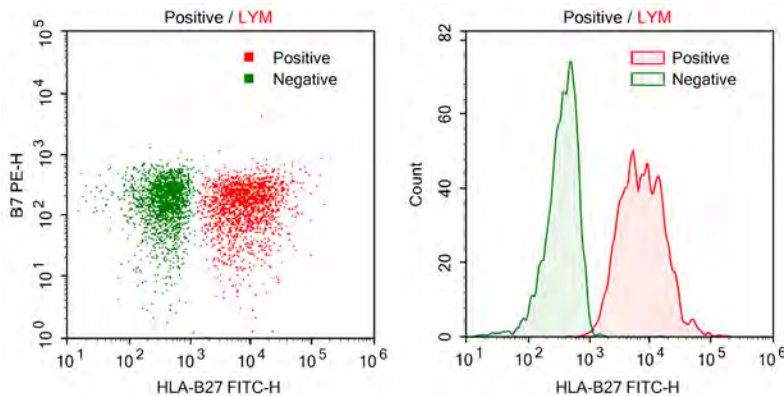 Positive / LYM
10^5
10^4
10^3
10^2
10^1
10^0
B7 PE-H
Positive
Negative
10^1 10^2 10^3 10^4 10^5 10^6
HLA-B27 FITC-H
Positive / LYM
82
60
40
20
0
Count
Positive
Negative
10^1 10^2 10^3 10^4 10^5 10^6
HLA-B27 FITC-H